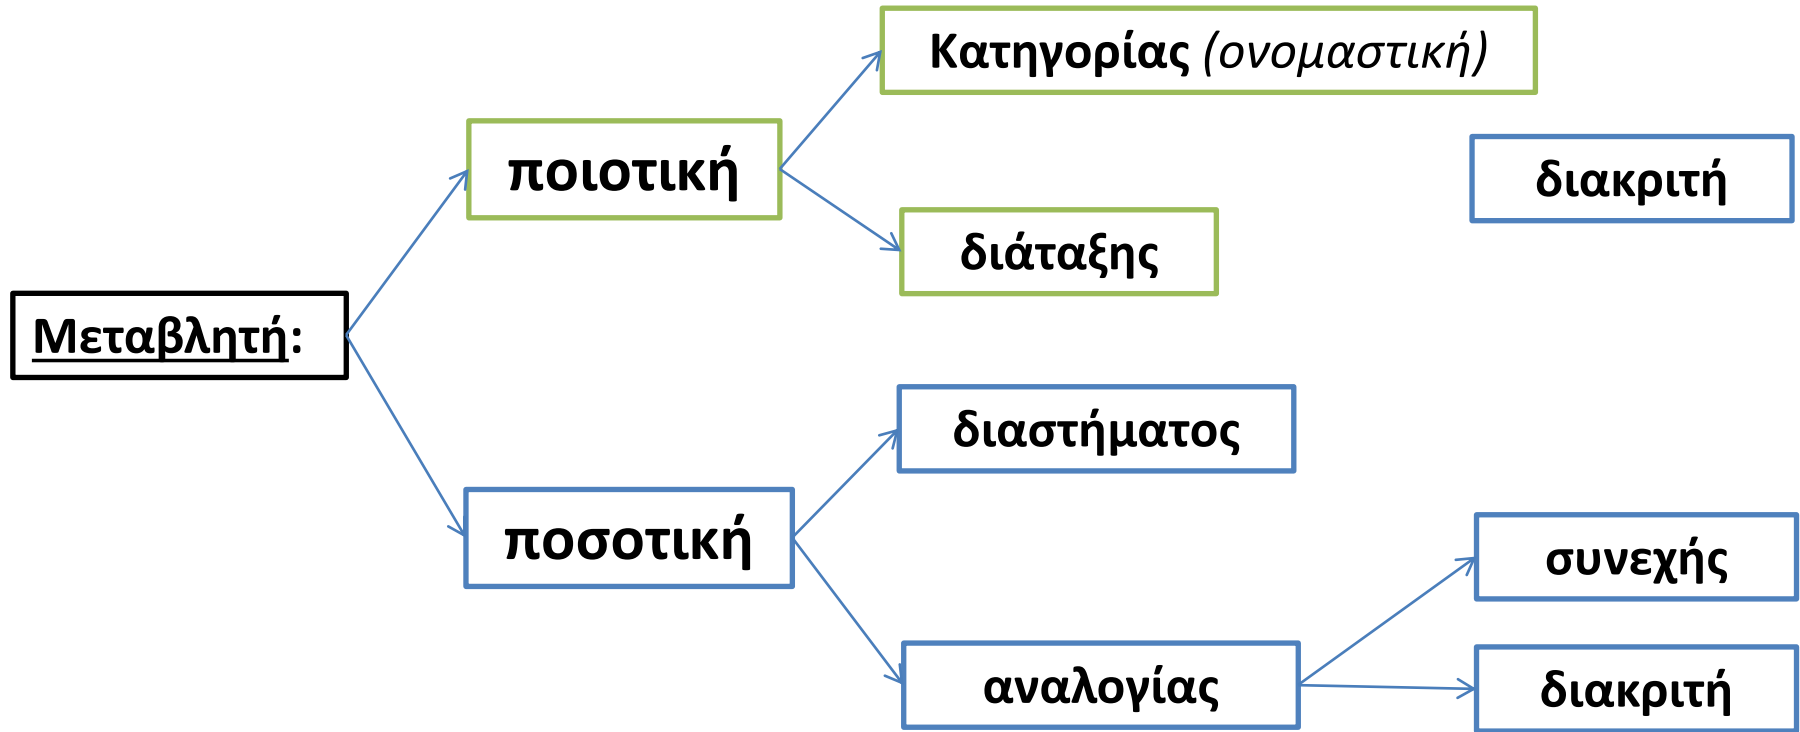 Κατηγορίας (ονομαστική)
ποιοτική
διακριτή
διάταξης
Μεταβλητή:
διαστήματος
ποσοτική
συνεχής
αναλογίας
διακριτή